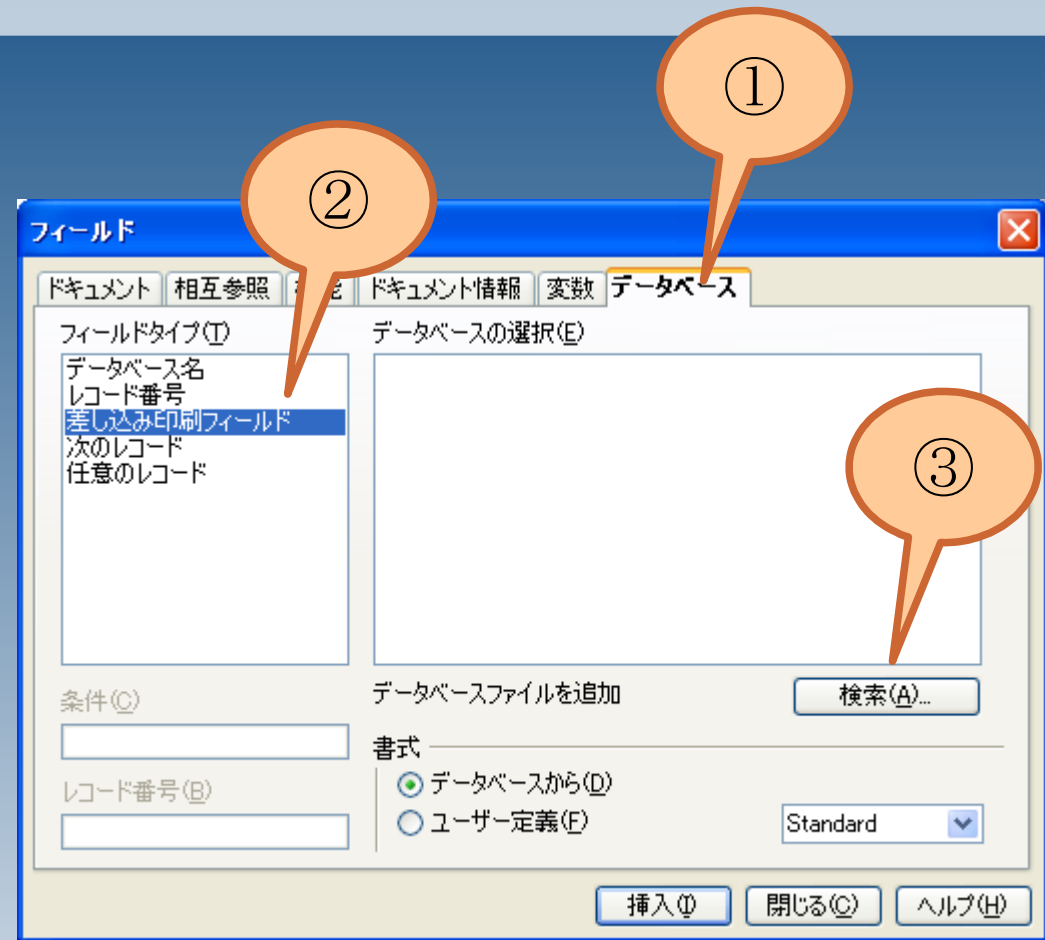 ①
②
フィールド
ドキュメント 相互参照 ドキュメント情報 変数 データベース
フィールドタイプ(T) データベースの選択(E)
データベース名
レコード番号
差し込み印刷フィールド
次のレコード
任意のレコード
③
条件(C) データベースファイルを追加 検索(A)...
書式
データベースから(D)
レコード番号(B)
ユーザー定義(F) Standard
挿入(I) 閉じる(C) ヘルプ(H)